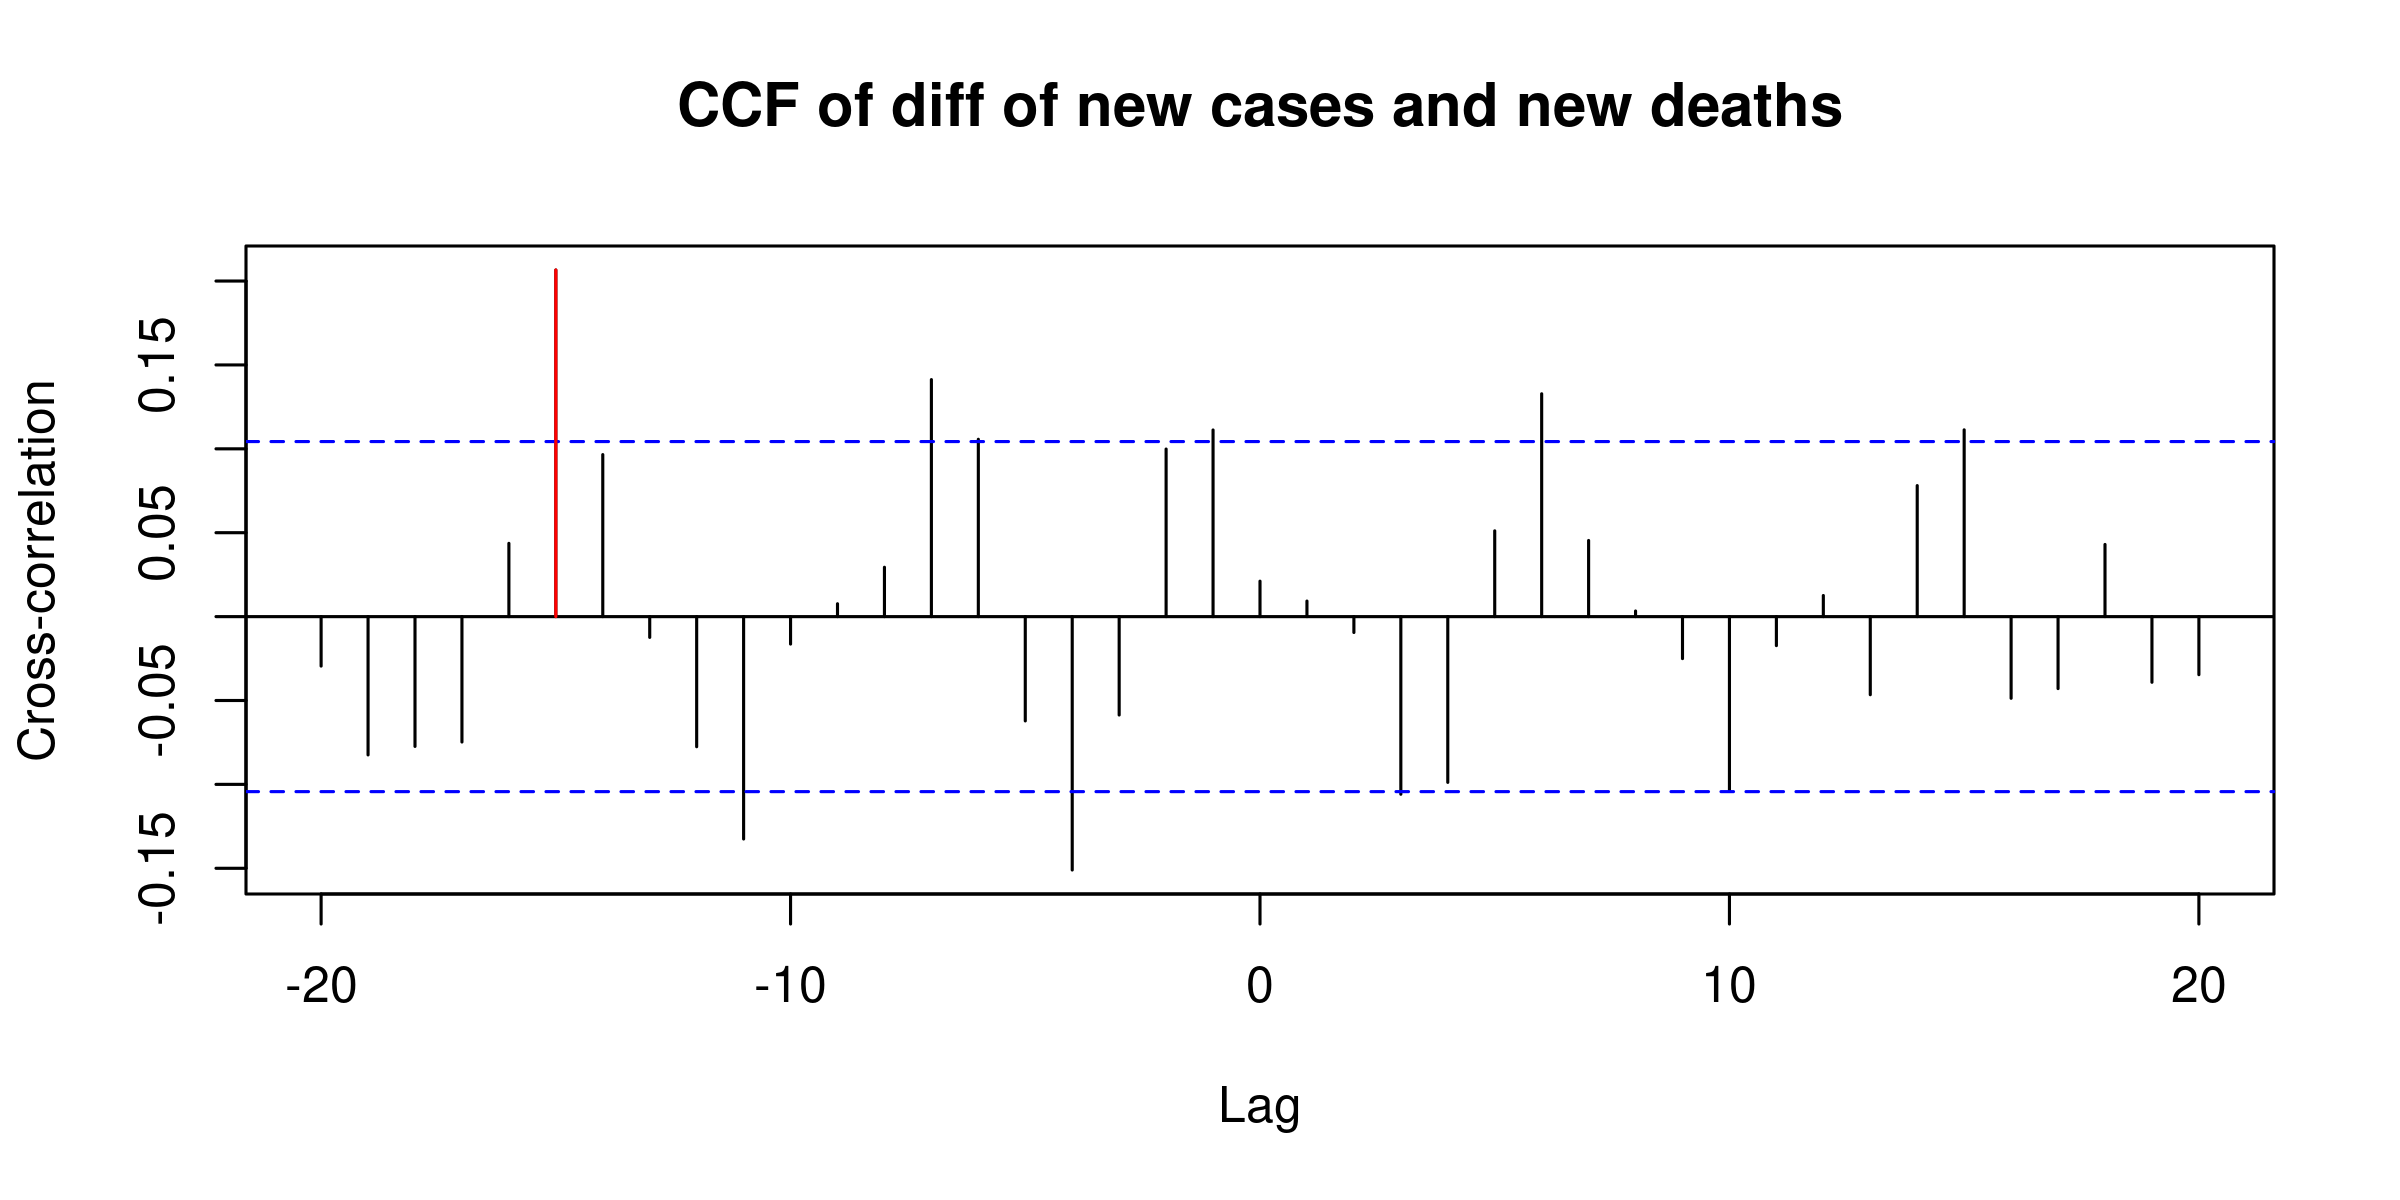 CCF of diff of new cases and new deaths
Cross-correlation
0.15
0.05
-0.05
-0.15
-20 -10 0 10 20
Lag